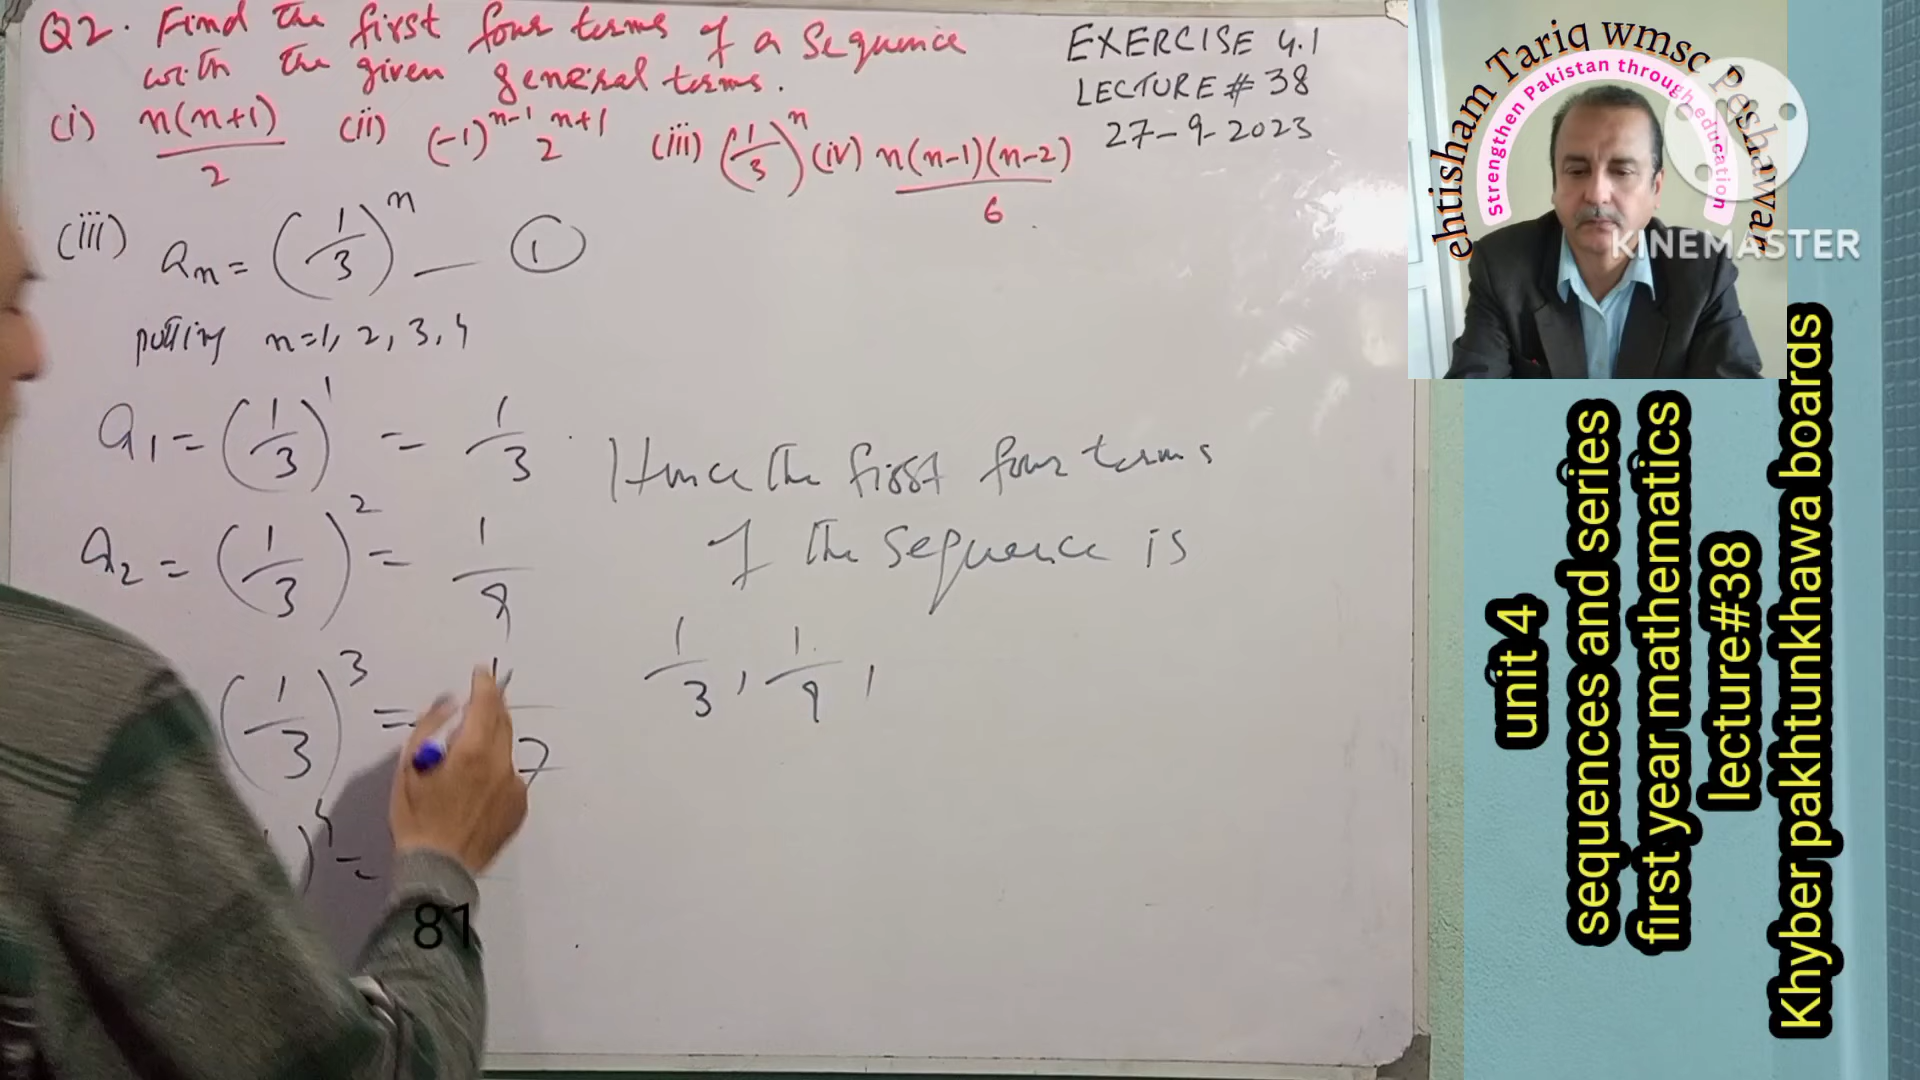 Q2. Find the first four terms of a sequence
with the given general terms.
(i) n(n+1)/2 (ii) (-1)^{n-1} 2^{n+1} (iii) (1/3)^n (iv) n(n-1)(n-2)/6
EXERCISE 4.1
LECTURE # 38
27-9-2023
(iii) aₙ = (1/3)^n — ①
putting n=1, 2, 3, 4
a₁ = (1/3)^1 = 1/3
a₂ = (1/3)^2 = 1/9
(1/3)^3 =
7
)^4 =
81
Hence the first four terms
of the sequence is
1/3, 1/9,
ehtisham Tariq wmsc Peshawar
Strengthen Pakistan through education
KINEMASTER
unit 4
sequences and series
first year mathematics
lecture#38
Khyber pakhtunkhawa boards